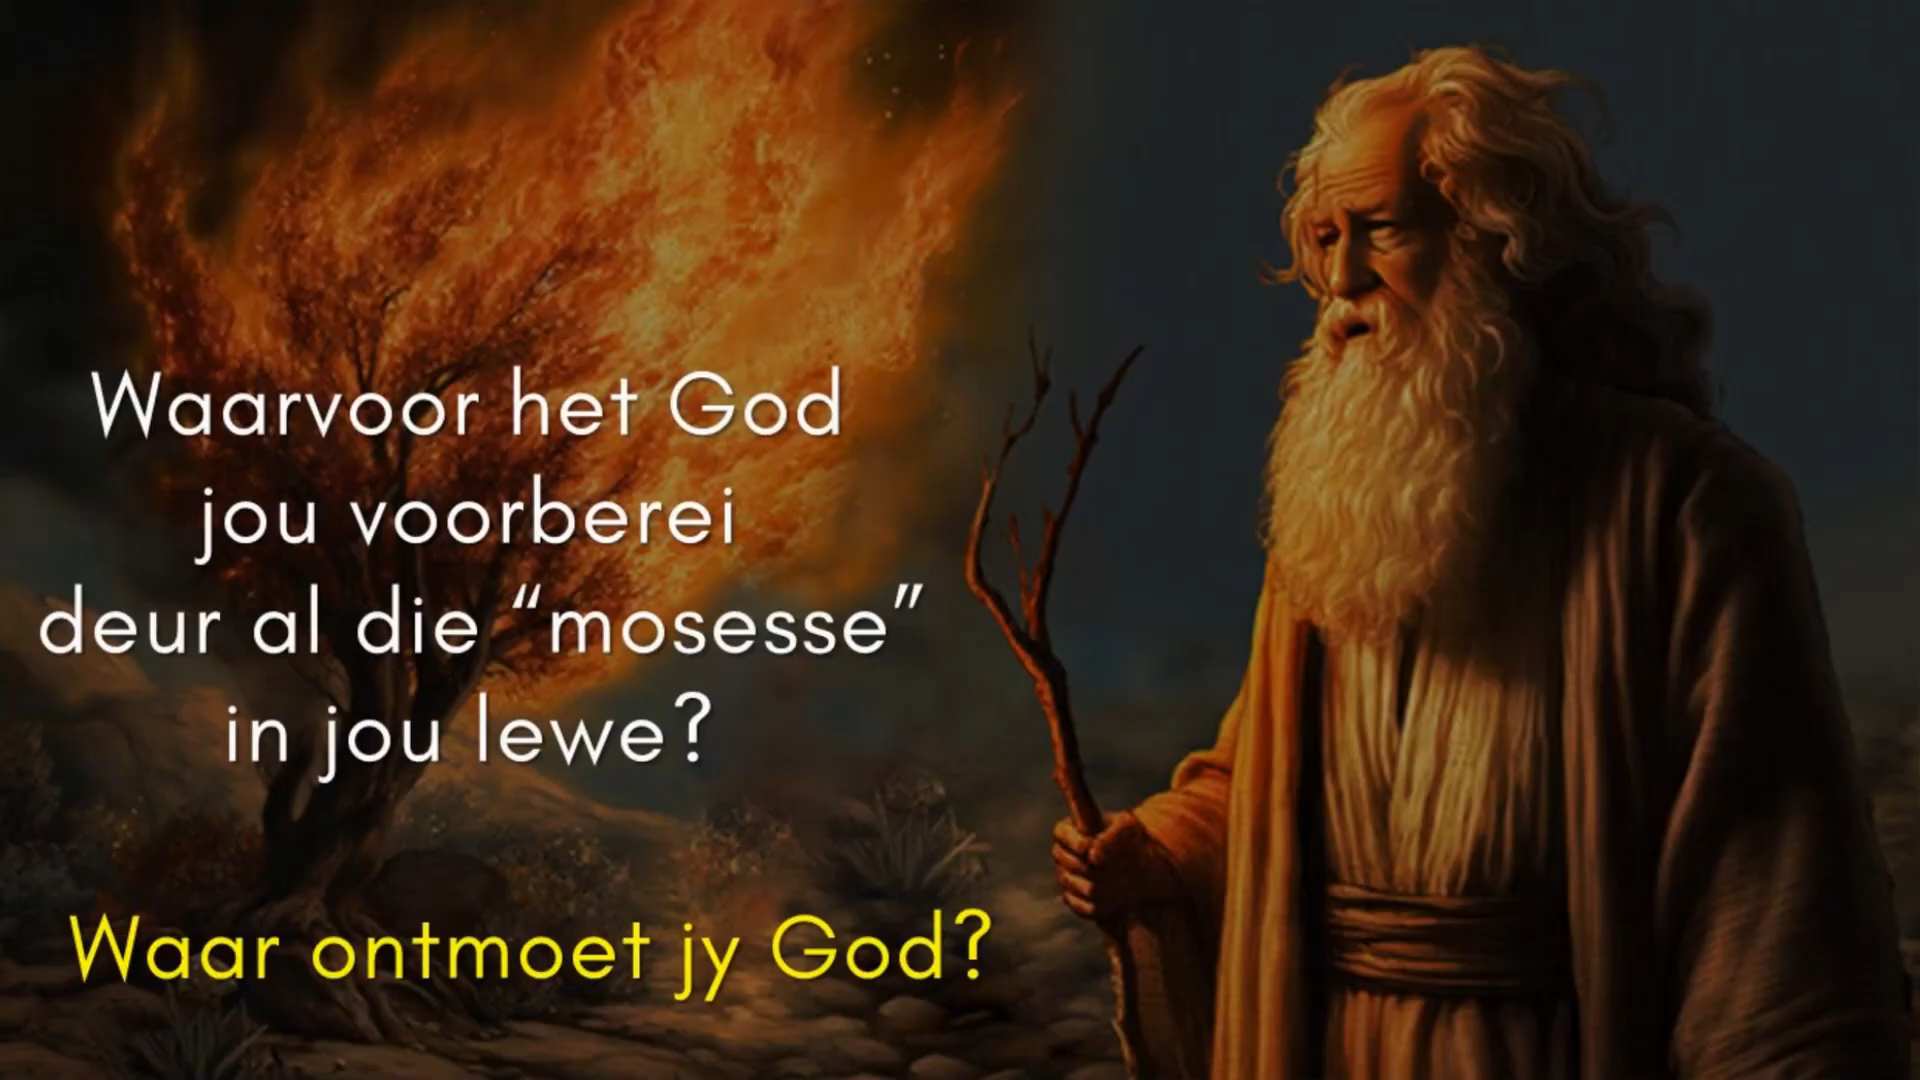 Waarvoor het God
jou voorberei
deur al die “mosesse”
in jou lewe?
Waar ontmoet jy God?